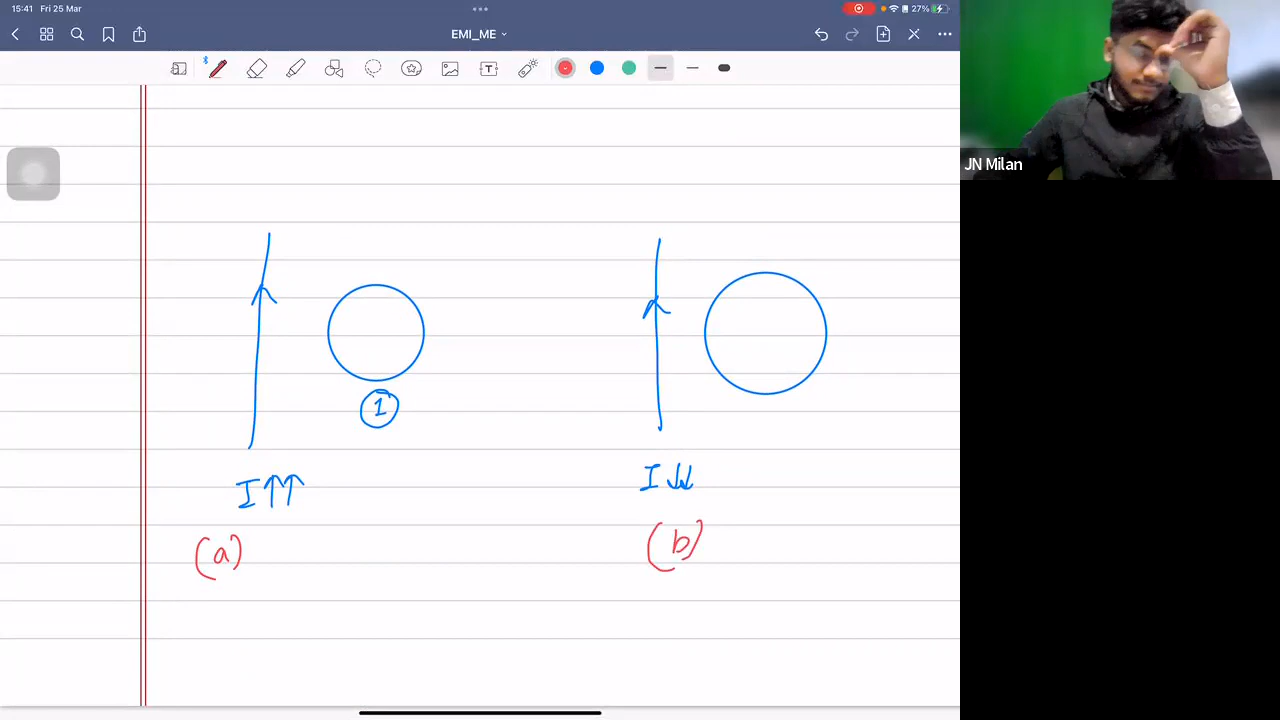 15:41 Fri 25 Mar
27%
EMI_ME
T
JN Milan
1
I↑↑
I↓↓
(a)
(b)